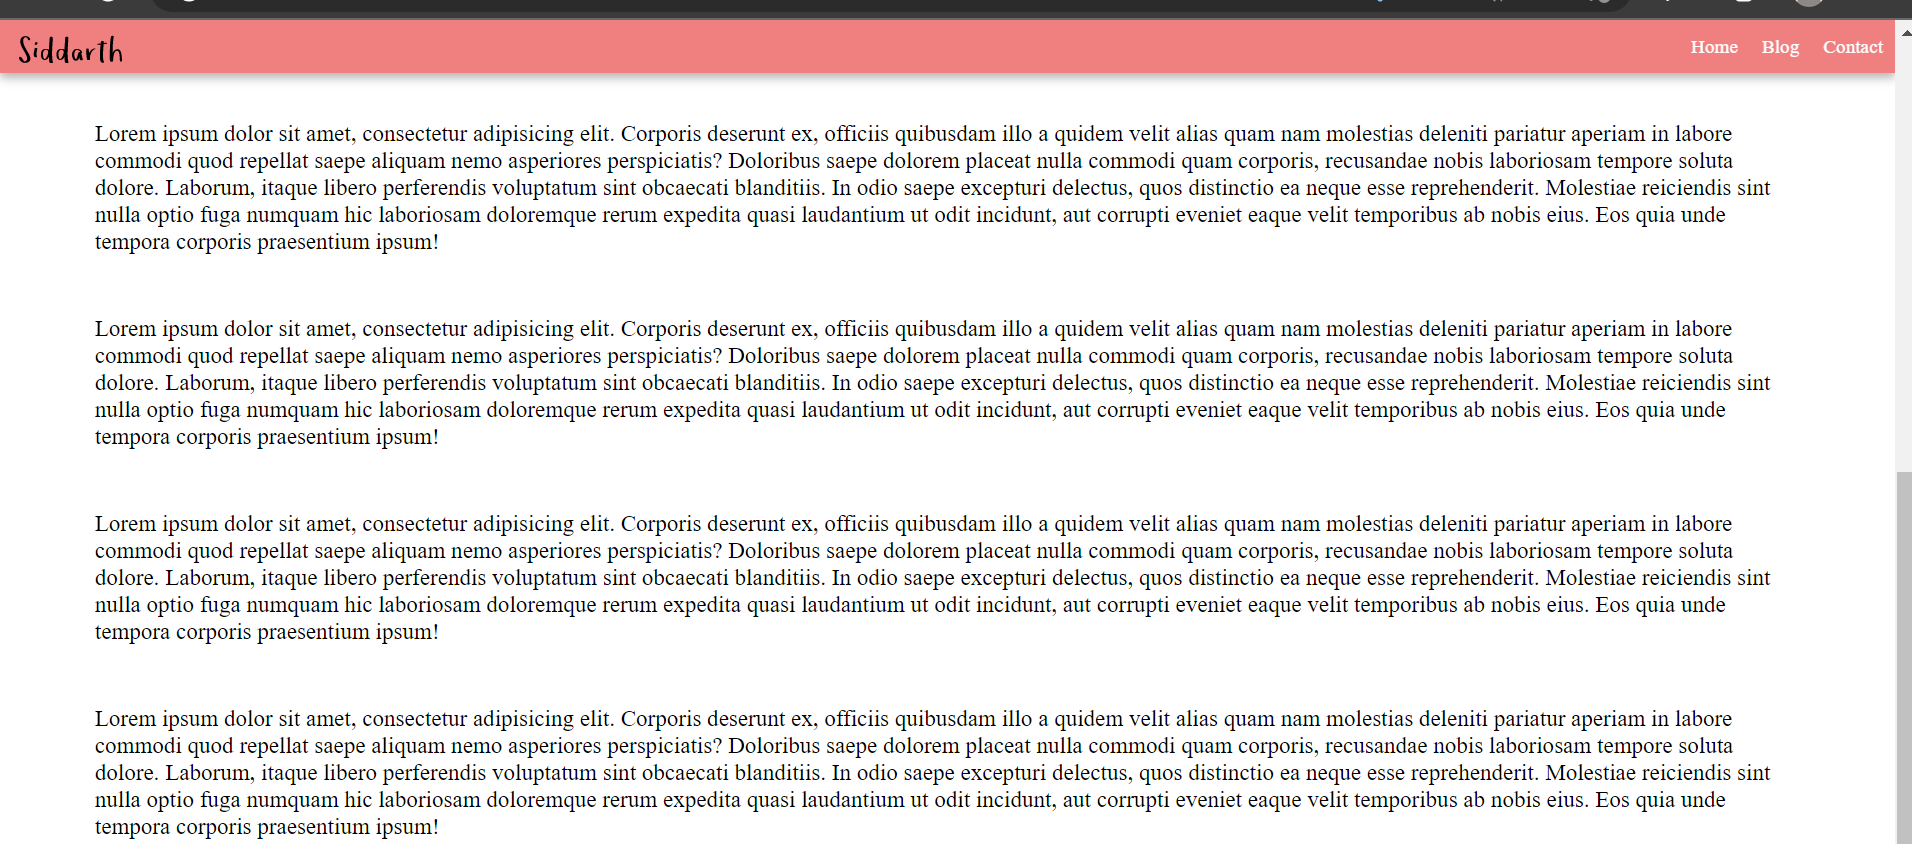 Siddarth
Home Blog Contact
Lorem ipsum dolor sit amet, consectetur adipisicing elit. Corporis deserunt ex, officiis quibusdam illo a quidem velit alias quam nam molestias deleniti pariatur aperiam in labore
commodi quod repellat saepe aliquam nemo asperiores perspiciatis? Doloribus saepe dolorem placeat nulla commodi quam corporis, recusandae nobis laboriosam tempore soluta
dolore. Laborum, itaque libero perferendis voluptatum sint obcaecati blanditiis. In odio saepe excepturi delectus, quos distinctio ea neque esse reprehenderit. Molestiae reiciendis sint
nulla optio fuga numquam hic laboriosam doloremque rerum expedita quasi laudantium ut odit incidunt, aut corrupti eveniet eaque velit temporibus ab nobis eius. Eos quia unde
tempora corporis praesentium ipsum!
Lorem ipsum dolor sit amet, consectetur adipisicing elit. Corporis deserunt ex, officiis quibusdam illo a quidem velit alias quam nam molestias deleniti pariatur aperiam in labore
commodi quod repellat saepe aliquam nemo asperiores perspiciatis? Doloribus saepe dolorem placeat nulla commodi quam corporis, recusandae nobis laboriosam tempore soluta
dolore. Laborum, itaque libero perferendis voluptatum sint obcaecati blanditiis. In odio saepe excepturi delectus, quos distinctio ea neque esse reprehenderit. Molestiae reiciendis sint
nulla optio fuga numquam hic laboriosam doloremque rerum expedita quasi laudantium ut odit incidunt, aut corrupti eveniet eaque velit temporibus ab nobis eius. Eos quia unde
tempora corporis praesentium ipsum!
Lorem ipsum dolor sit amet, consectetur adipisicing elit. Corporis deserunt ex, officiis quibusdam illo a quidem velit alias quam nam molestias deleniti pariatur aperiam in labore
commodi quod repellat saepe aliquam nemo asperiores perspiciatis? Doloribus saepe dolorem placeat nulla commodi quam corporis, recusandae nobis laboriosam tempore soluta
dolore. Laborum, itaque libero perferendis voluptatum sint obcaecati blanditiis. In odio saepe excepturi delectus, quos distinctio ea neque esse reprehenderit. Molestiae reiciendis sint
nulla optio fuga numquam hic laboriosam doloremque rerum expedita quasi laudantium ut odit incidunt, aut corrupti eveniet eaque velit temporibus ab nobis eius. Eos quia unde
tempora corporis praesentium ipsum!
Lorem ipsum dolor sit amet, consectetur adipisicing elit. Corporis deserunt ex, officiis quibusdam illo a quidem velit alias quam nam molestias deleniti pariatur aperiam in labore
commodi quod repellat saepe aliquam nemo asperiores perspiciatis? Doloribus saepe dolorem placeat nulla commodi quam corporis, recusandae nobis laboriosam tempore soluta
dolore. Laborum, itaque libero perferendis voluptatum sint obcaecati blanditiis. In odio saepe excepturi delectus, quos distinctio ea neque esse reprehenderit. Molestiae reiciendis sint
nulla optio fuga numquam hic laboriosam doloremque rerum expedita quasi laudantium ut odit incidunt, aut corrupti eveniet eaque velit temporibus ab nobis eius. Eos quia unde
tempora corporis praesentium ipsum!